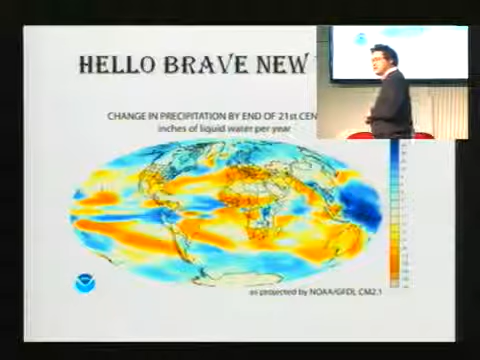 HELLO BRAVE NEW
CHANGE IN PRECIPITATION BY END OF 21st CEN
inches of liquid water per year
as projected by NOAA/GFDL CM2.1